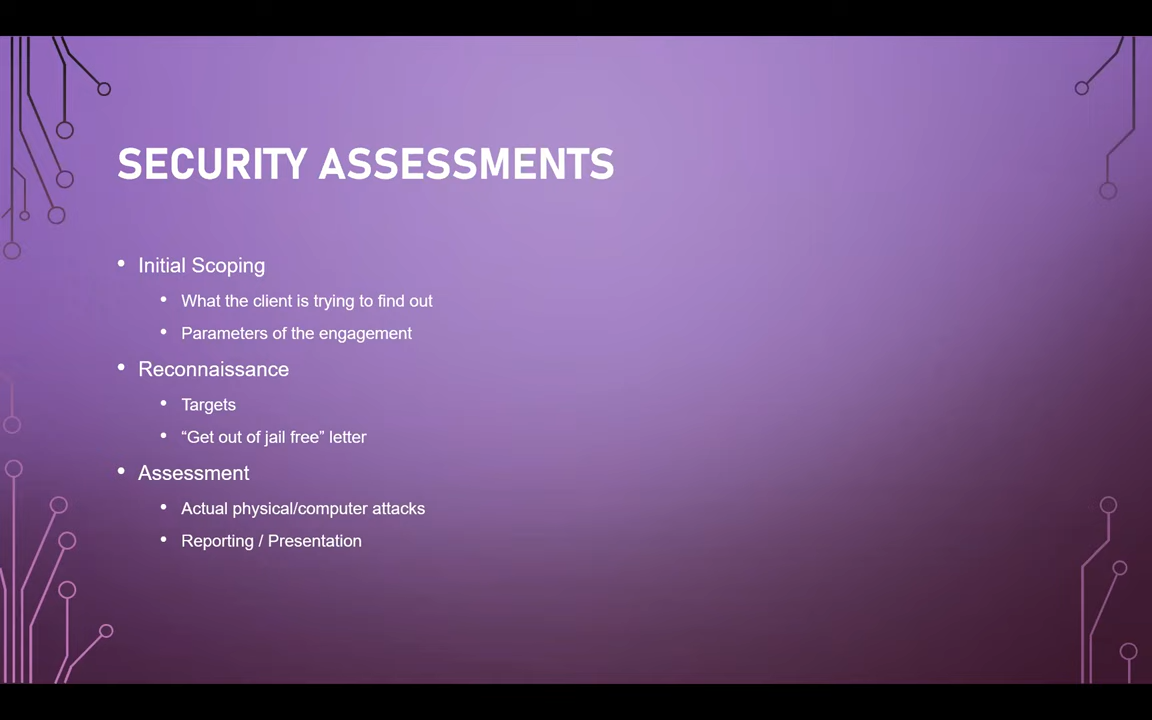 SECURITY ASSESSMENTS
• Initial Scoping
• What the client is trying to find out
• Parameters of the engagement
• Reconnaissance
• Targets
• “Get out of jail free” letter
• Assessment
• Actual physical/computer attacks
• Reporting / Presentation